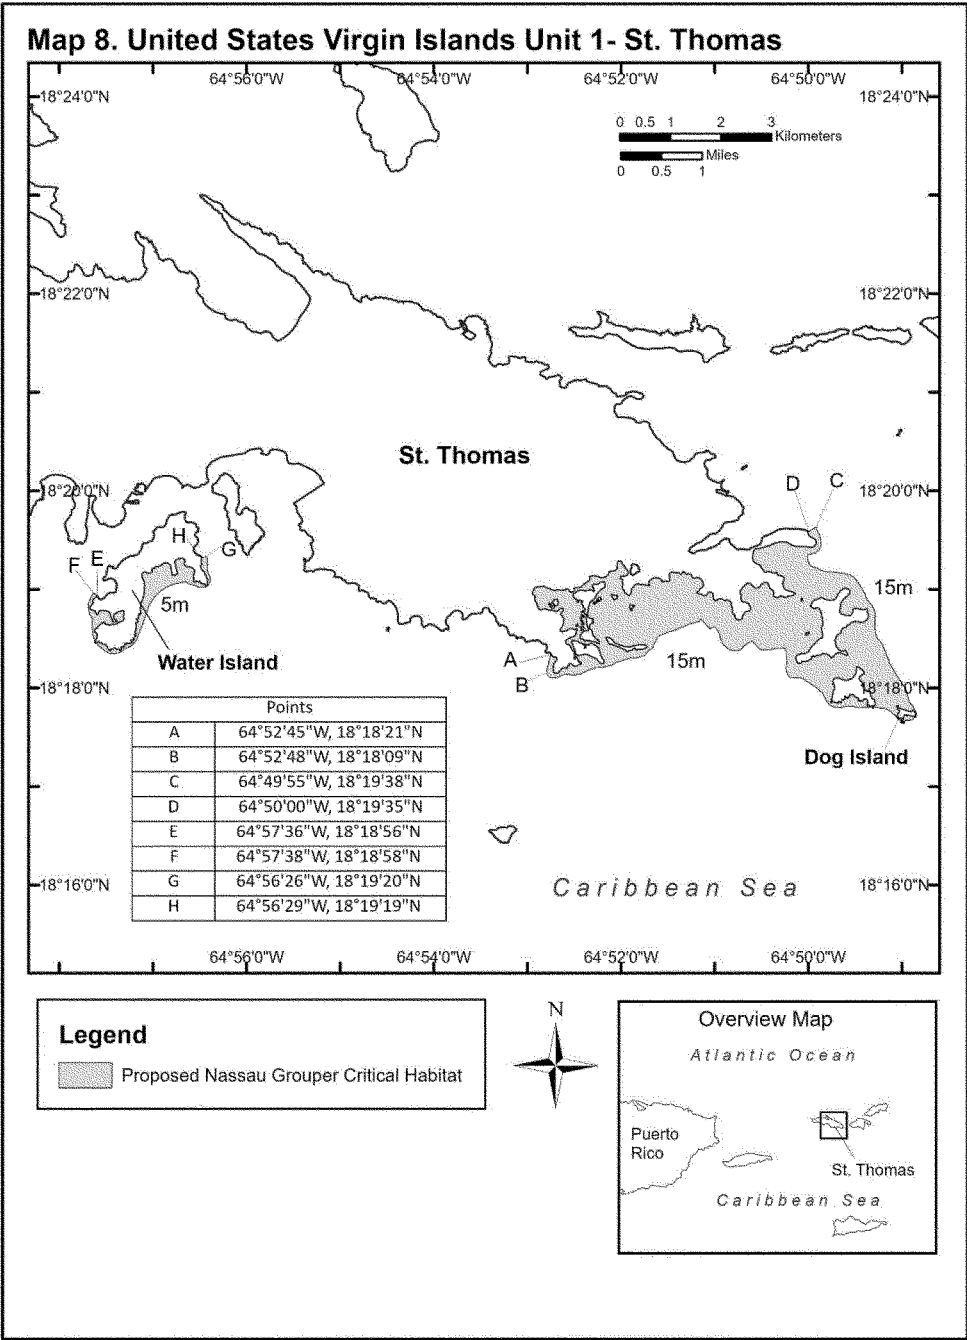 Map 8. United States Virgin Islands Unit 1- St. Thomas
64°56'0"W 64°54'0"W 64°52'0"W 64°50'0"W
18°24'0"N 18°24'0"N
0 0.5 1 2 3
Kilometers
Miles
0 0.5 1
18°22'0"N 18°22'0"N
St. Thomas
18°20'0"N D C 18°20'0"N
H G
F E
5m
15m
Water Island
A
15m
B
18°18'0"N 18°18'0"N
Dog Island
Points
A 64°52'45"W, 18°18'21"N
B 64°52'48"W, 18°18'09"N
C 64°49'55"W, 18°19'38"N
D 64°50'00"W, 18°19'35"N
E 64°57'36"W, 18°18'56"N
F 64°57'38"W, 18°18'58"N
G 64°56'26"W, 18°19'20"N
H 64°56'29"W, 18°19'19"N
18°16'0"N Caribbean Sea 18°16'0"N
64°56'0"W 64°54'0"W 64°52'0"W 64°50'0"W
Legend
Proposed Nassau Grouper Critical Habitat
N
Overview Map
Atlantic Ocean
Puerto
Rico
St. Thomas
Caribbean Sea